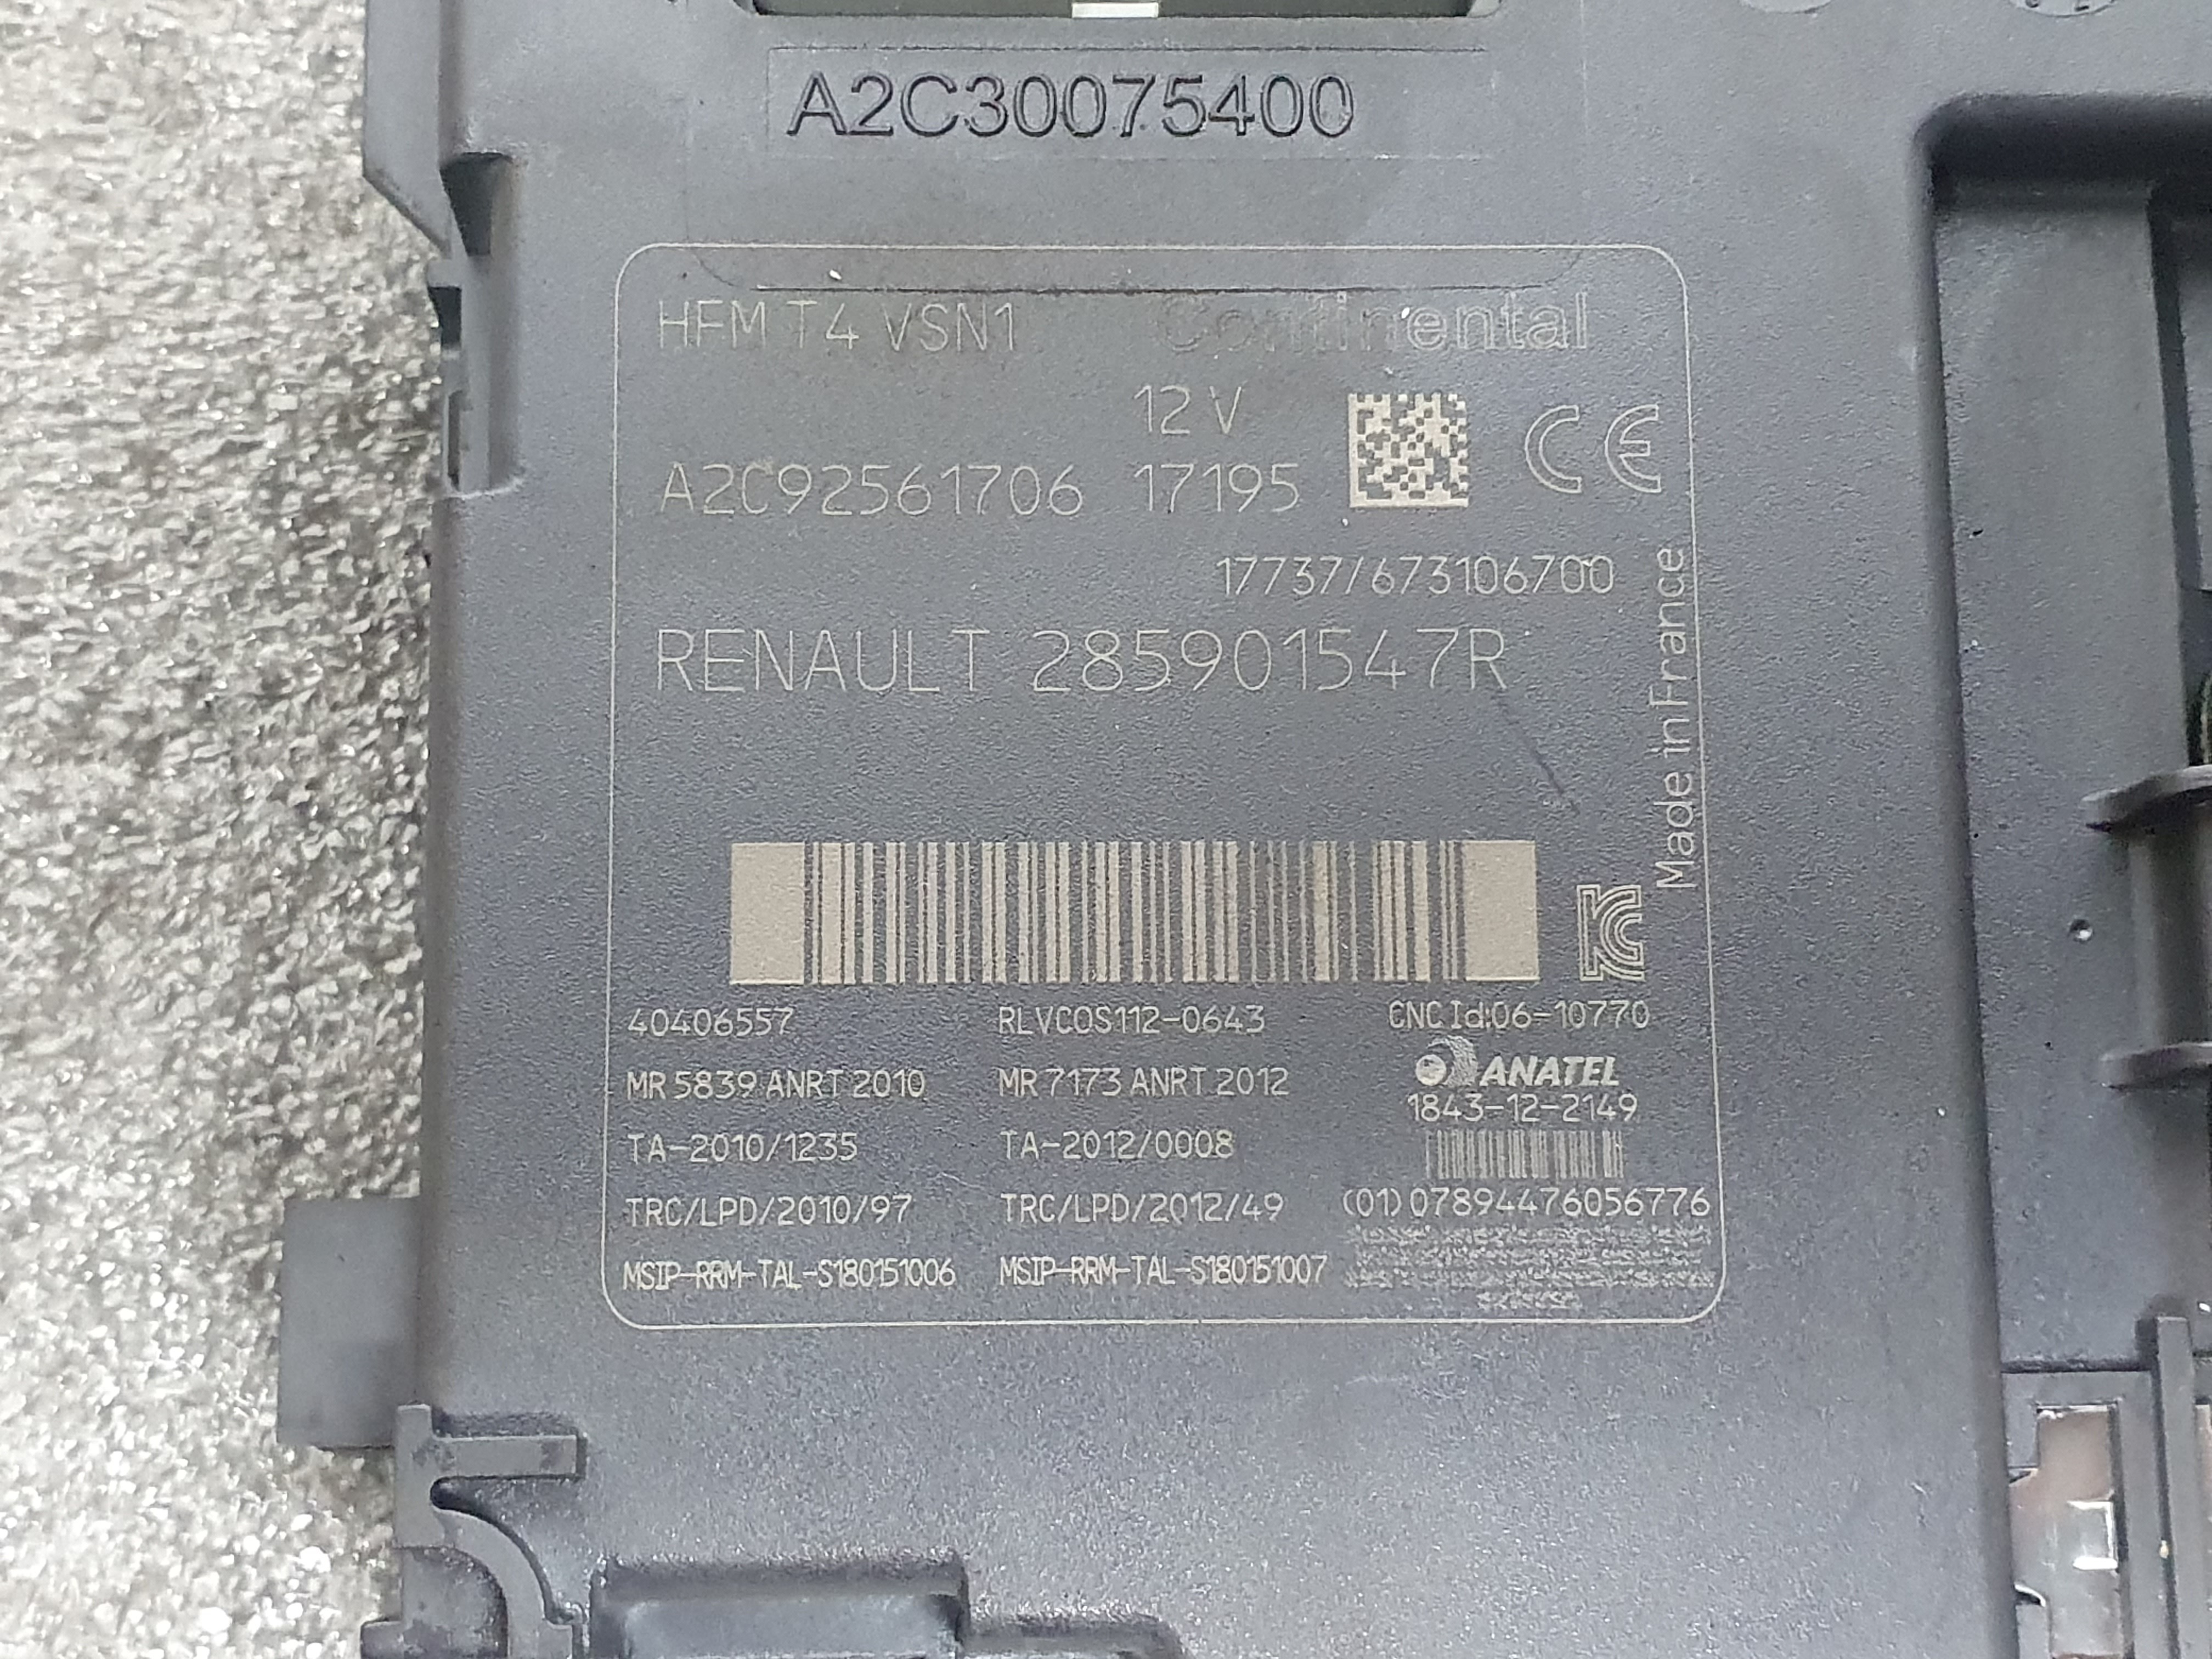 A2C30075400
HFM T4 VSN1 Continental
12 V
CE
A2C92561706 17195
17737/673106700
RENAULT 285901547R
Made in France
KC
40406557 RLVCOS112-0643 CNC Id:06-10770
MR 5839 ANRT 2010 MR 7173 ANRT 2012 ANATEL
1843-12-2149
TA-2010/1235 TA-2012/0008
TRC/LPD/2010/97 TRC/LPD/2012/49 (01)07894476056776
MSIP-RRM-TAL-S180151006 MSIP-RRM-TAL-S180151007